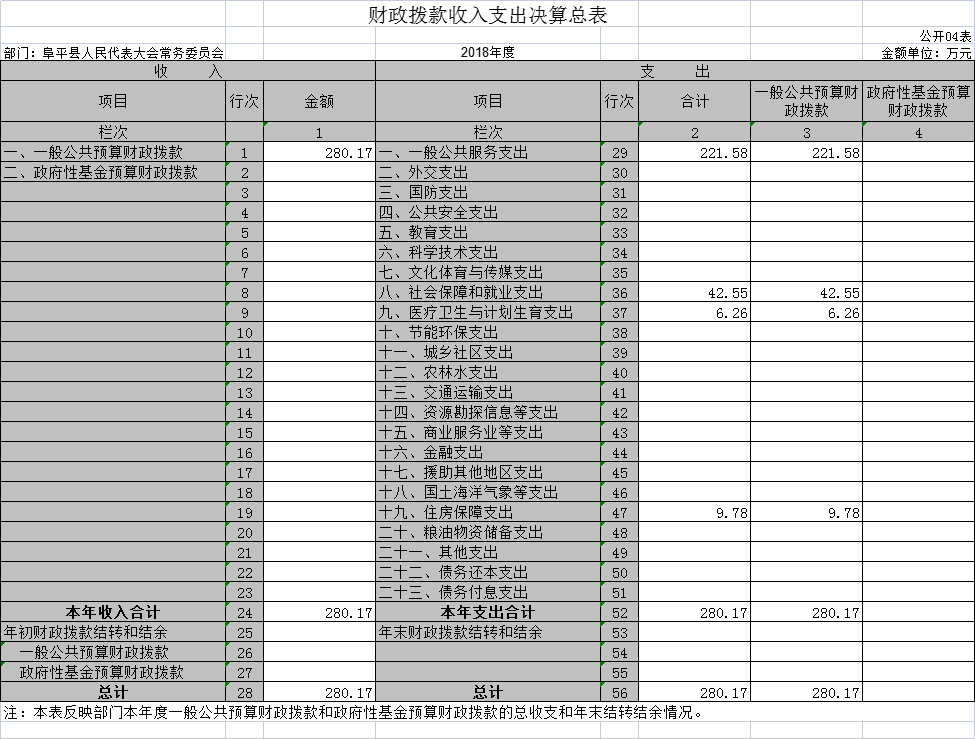 财政拨款收入支出决算总表
公开04表
部门：阜平县人民代表大会常务委员会 2018年度 金额单位：万元
收 入 支 出
项目 行次 金额 项目 行次 合计 一般公共预算财政拨款 政府性基金预算财政拨款
栏次 1 栏次 2 3 4
一、一般公共预算财政拨款 1 280.17 一、一般公共服务支出 29 221.58 221.58
二、政府性基金预算财政拨款 2 二、外交支出 30
3 三、国防支出 31
4 四、公共安全支出 32
5 五、教育支出 33
6 六、科学技术支出 34
7 七、文化体育与传媒支出 35
8 八、社会保障和就业支出 36 42.55 42.55
9 九、医疗卫生与计划生育支出 37 6.26 6.26
10 十、节能环保支出 38
11 十一、城乡社区支出 39
12 十二、农林水支出 40
13 十三、交通运输支出 41
14 十四、资源勘探信息等支出 42
15 十五、商业服务业等支出 43
16 十六、金融支出 44
17 十七、援助其他地区支出 45
18 十八、国土海洋气象等支出 46
19 十九、住房保障支出 47 9.78 9.78
20 二十、粮油物资储备支出 48
21 二十一、其他支出 49
22 二十二、债务还本支出 50
23 二十三、债务付息支出 51
本年收入合计 24 280.17 本年支出合计 52 280.17 280.17
年初财政拨款结转和结余 25 年末财政拨款结转和结余 53
一般公共预算财政拨款 26 54
政府性基金预算财政拨款 27 55
总计 28 280.17 总计 56 280.17 280.17
注：本表反映部门本年度一般公共预算财政拨款和政府性基金预算财政拨款的总收支和年末结转结余情况。